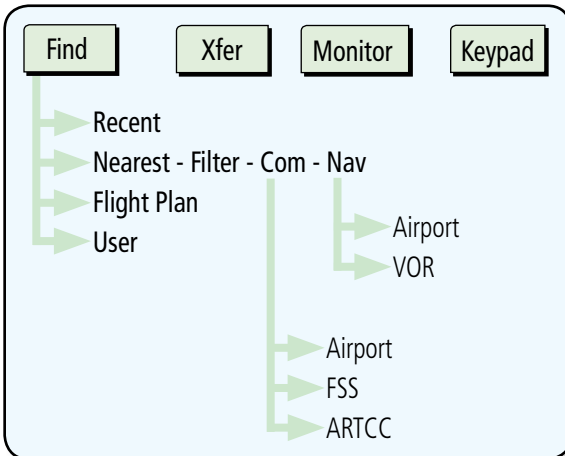 Find Xfer Monitor Keypad
Recent
Nearest - Filter - Com - Nav
Flight Plan
User
Airport
VOR
Airport
FSS
ARTCC